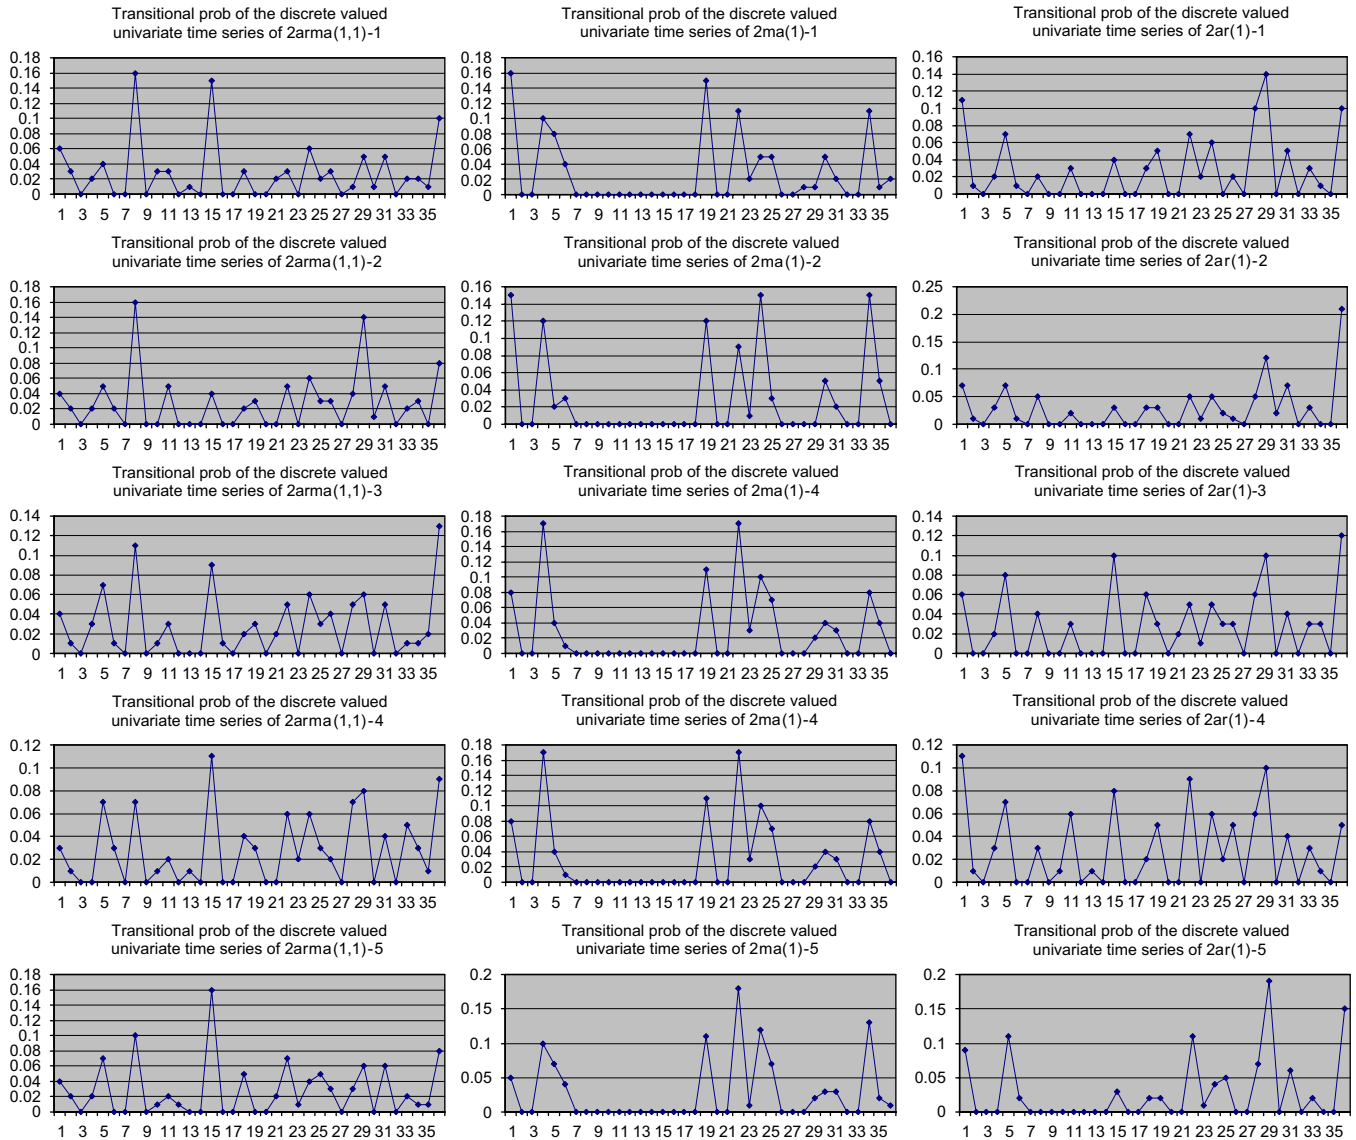 Transitional prob of the discrete valued
univariate time series of 2arma(1,1)-1
0.18
0.16
0.14
0.12
0.1
0.08
0.06
0.04
0.02
0
1 3 5 7 9 11 13 15 17 19 21 23 25 27 29 31 33 35
Transitional prob of the discrete valued
univariate time series of 2ma(1)-1
0.18
0.16
0.14
0.12
0.1
0.08
0.06
0.04
0.02
0
1 3 5 7 9 11 13 15 17 19 21 23 25 27 29 31 33 35
Transitional prob of the discrete valued
univariate time series of 2ar(1)-1
0.16
0.14
0.12
0.1
0.08
0.06
0.04
0.02
0
1 3 5 7 9 11 13 15 17 19 21 23 25 27 29 31 33 35
Transitional prob of the discrete valued
univariate time series of 2arma(1,1)-2
0.18
0.16
0.14
0.12
0.1
0.08
0.06
0.04
0.02
0
1 3 5 7 9 11 13 15 17 19 21 23 25 27 29 31 33 35
Transitional prob of the discrete valued
univariate time series of 2ma(1)-2
0.16
0.14
0.12
0.1
0.08
0.06
0.04
0.02
0
1 3 5 7 9 11 13 15 17 19 21 23 25 27 29 31 33 35
Transitional prob of the discrete valued
univariate time series of 2ar(1)-2
0.25
0.2
0.15
0.1
0.05
0
1 3 5 7 9 11 13 15 17 19 21 23 25 27 29 31 33 35
Transitional prob of the discrete valued
univariate time series of 2arma(1,1)-3
0.14
0.12
0.1
0.08
0.06
0.04
0.02
0
1 3 5 7 9 11 13 15 17 19 21 23 25 27 29 31 33 35
Transitional prob of the discrete valued
univariate time series of 2ma(1)-4
0.18
0.16
0.14
0.12
0.1
0.08
0.06
0.04
0.02
0
1 3 5 7 9 11 13 15 17 19 21 23 25 27 29 31 33 35
Transitional prob of the discrete valued
univariate time series of 2ar(1)-3
0.14
0.12
0.1
0.08
0.06
0.04
0.02
0
1 3 5 7 9 11 13 15 17 19 21 23 25 27 29 31 33 35
Transitional prob of the discrete valued
univariate time series of 2arma(1,1)-4
0.12
0.1
0.08
0.06
0.04
0.02
0
1 3 5 7 9 11 13 15 17 19 21 23 25 27 29 31 33 35
Transitional prob of the discrete valued
univariate time series of 2ma(1)-4
0.18
0.16
0.14
0.12
0.1
0.08
0.06
0.04
0.02
0
1 3 5 7 9 11 13 15 17 19 21 23 25 27 29 31 33 35
Transitional prob of the discrete valued
univariate time series of 2ar(1)-4
0.12
0.1
0.08
0.06
0.04
0.02
0
1 3 5 7 9 11 13 15 17 19 21 23 25 27 29 31 33 35
Transitional prob of the discrete valued
univariate time series of 2arma(1,1)-5
0.18
0.16
0.14
0.12
0.1
0.08
0.06
0.04
0.02
0
1 3 5 7 9 11 13 15 17 19 21 23 25 27 29 31 33 35
Transitional prob of the discrete valued
univariate time series of 2ma(1)-5
0.2
0.15
0.1
0.05
0
1 3 5 7 9 11 13 15 17 19 21 23 25 27 29 31 33 35
Transitional prob of the discrete valued
univariate time series of 2ar(1)-5
0.2
0.15
0.1
0.05
0
1 3 5 7 9 11 13 15 17 19 21 23 25 27 29 31 33 35